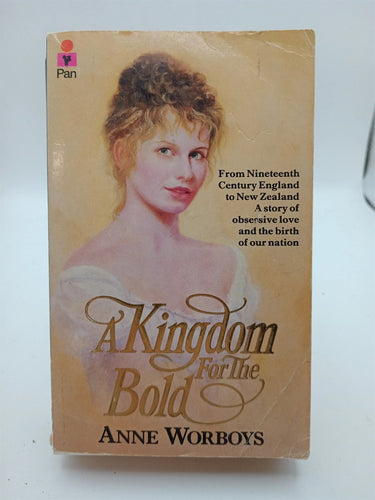 Pan
From Nineteenth
Century England
to New Zealand
A story of
obsessive love
and the birth
of our nation
A Kingdom
For The
Bold
ANNE WORBOYS